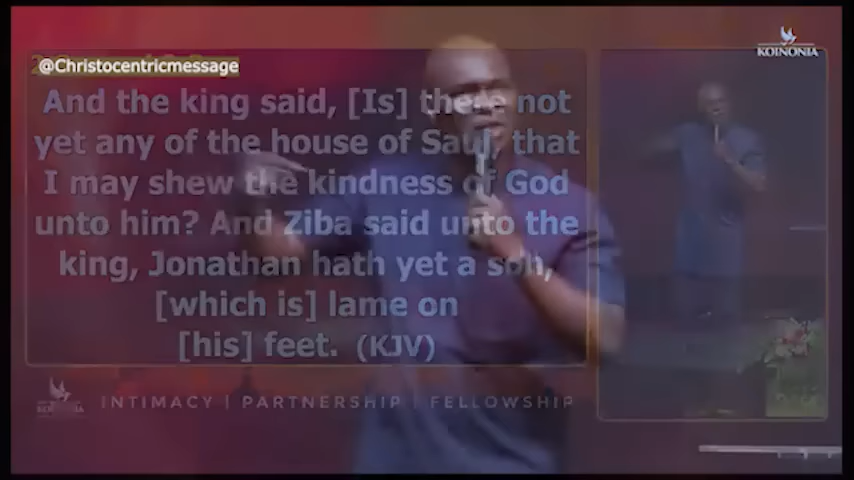 @Christocentricmessage
KOINONIA
And the king said, [Is] there not
yet any of the house of Saul, that
I may shew the kindness of God
unto him? And Ziba said unto the
king, Jonathan hath yet a son,
[which is] lame on
[his] feet. (KJV)
KOINONIA
INTIMACY | PARTNERSHIP | FELLOWSHIP